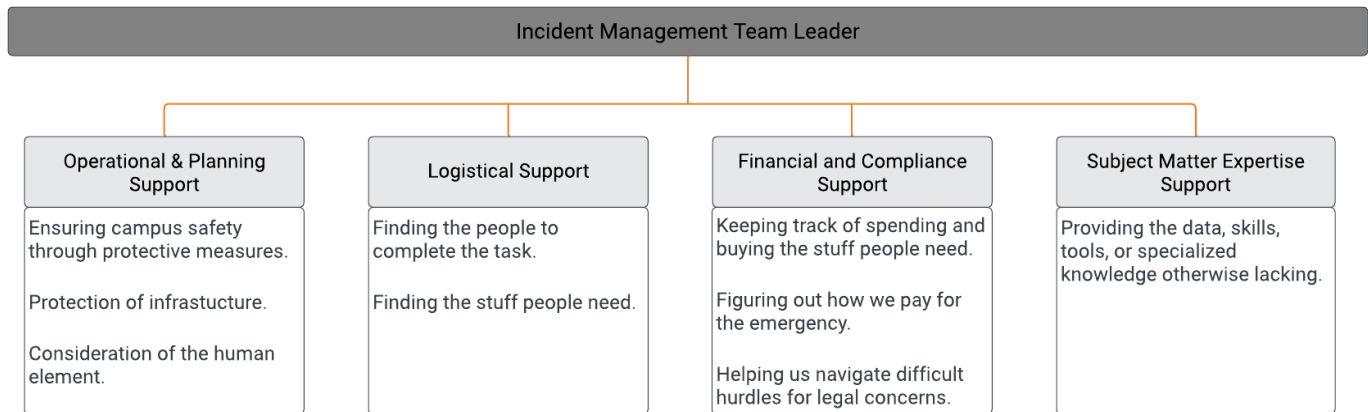 Incident Management Team Leader
Operational & Planning
Support
Ensuring campus safety
through protective measures.
Protection of infrastucture.
Consideration of the human
element.
Logistical Support
Finding the people to
complete the task.
Finding the stuff people need.
Financial and Compliance
Support
Keeping track of spending and
buying the stuff people need.
Figuring out how we pay for
the emergency.
Helping us navigate difficult
hurdles for legal concerns.
Subject Matter Expertise
Support
Providing the data, skills,
tools, or specialized
knowledge otherwise lacking.